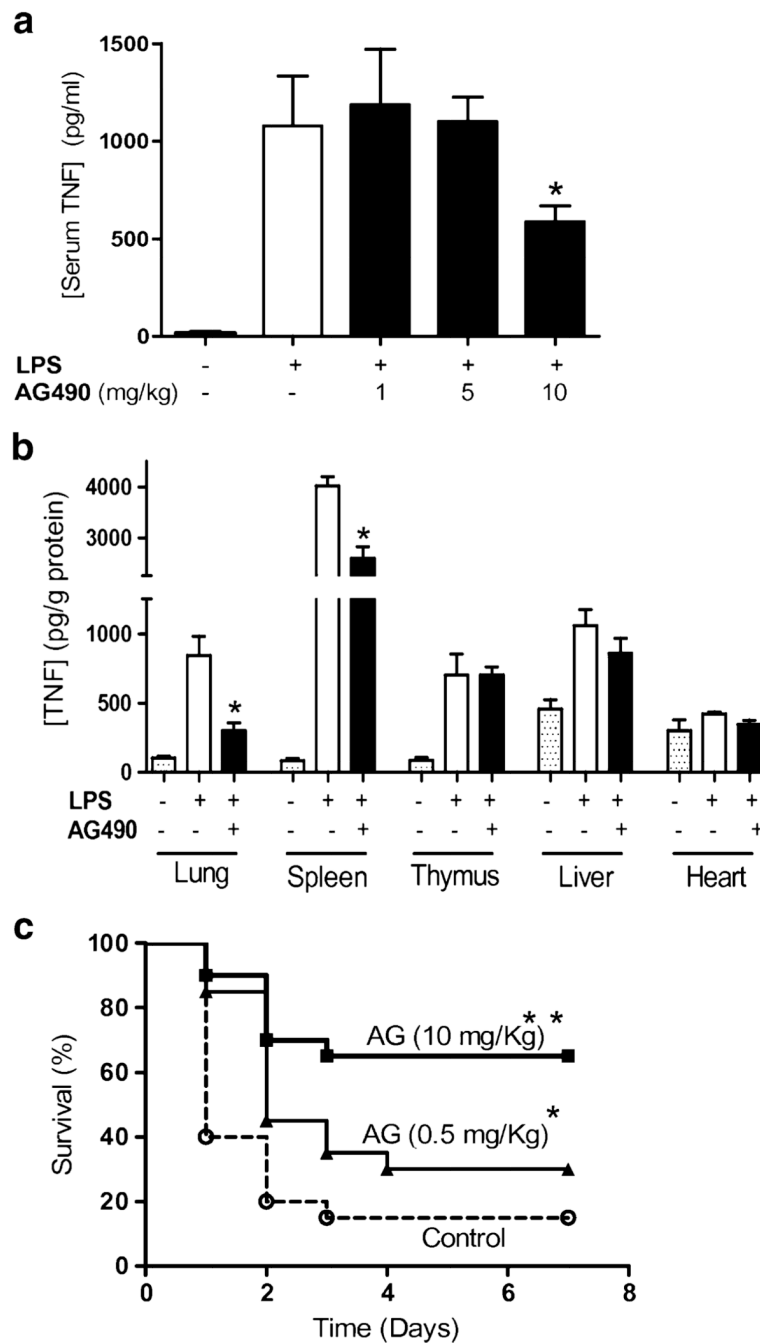 a
[Serum TNF] (pg/ml)
1500
1000
500
0
*
LPS - + + + +
AG490 (mg/kg) - - 1 5 10
b
[TNF] (pg/g protein)
4000
3000
1000
500
0
*
*
LPS - + + - + + - + + - + + - + +
AG490 - - + - - + - - + - - + - - +
Lung Spleen Thymus Liver Heart
c
Survival (%)
100
80
60
40
20
0
AG (10 mg/Kg) * *
AG (0.5 mg/Kg) *
Control
0 2 4 6 8
Time (Days)